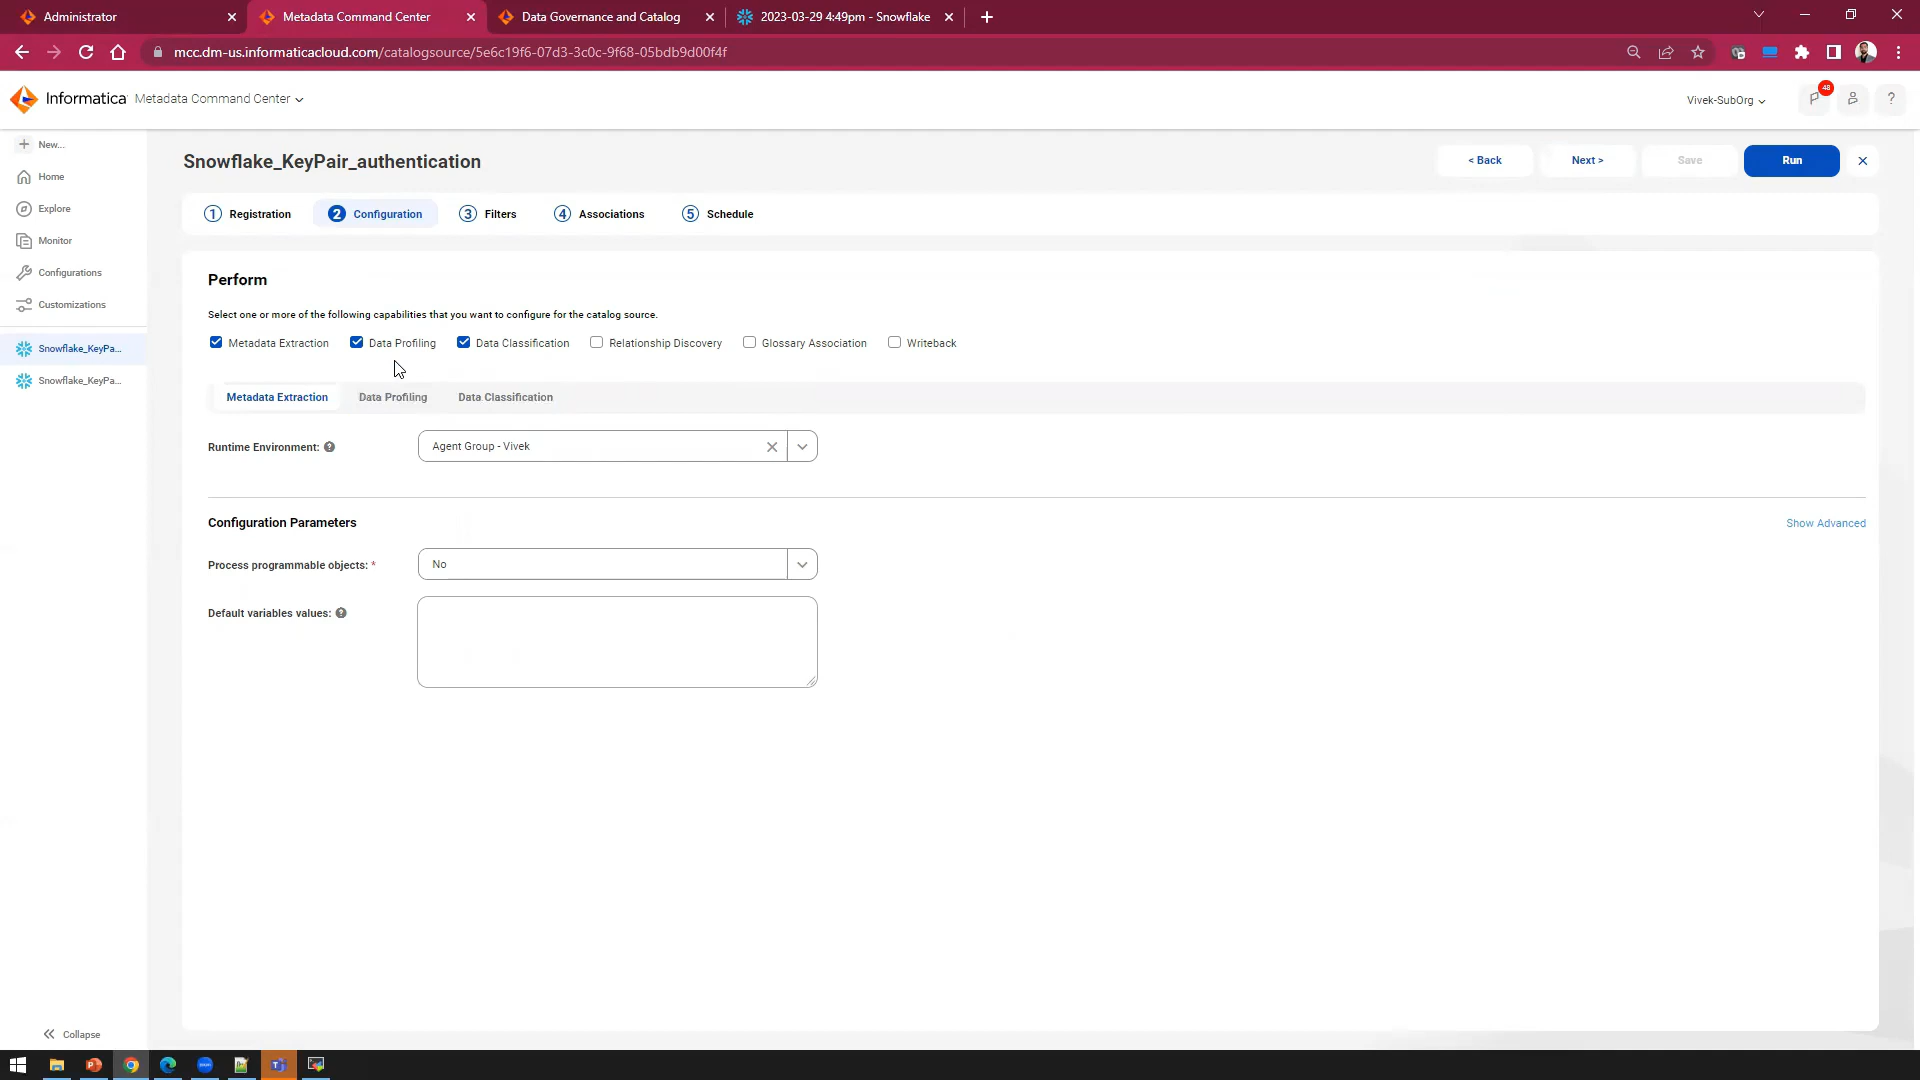 Administrator
Metadata Command Center
Data Governance and Catalog
2023-03-29 4:49pm - Snowflake
mcc.dm-us.informaticacloud.com/catalogsource/5e6c19f6-07d3-3c0c-9f68-05bdb9d00f4f
Informatica Metadata Command Center
Vivek-SubOrg
48
?
New...
Home
Explore
Monitor
Configurations
Customizations
Snowflake_KeyPa...
Snowflake_KeyPa...
Collapse
Snowflake_KeyPair_authentication
< Back
Next >
Save
Run
1 Registration
2 Configuration
3 Filters
4 Associations
5 Schedule
Perform
Select one or more of the following capabilities that you want to configure for the catalog source.
Metadata Extraction
Data Profiling
Data Classification
Relationship Discovery
Glossary Association
Writeback
Metadata Extraction
Data Profiling
Data Classification
Runtime Environment: ?
Agent Group - Vivek
Configuration Parameters
Show Advanced
Process programmable objects: *
No
Default variables values: ?